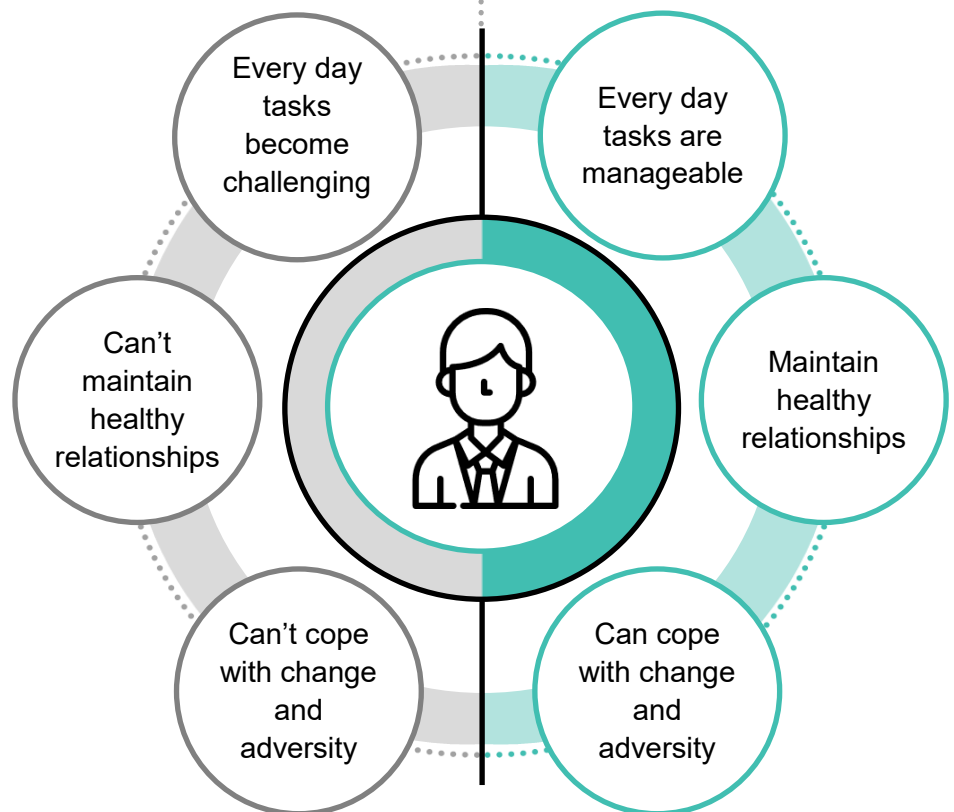 Every day
tasks
become
challenging
Every day
tasks are
manageable
Can’t
maintain
healthy
relationships
Maintain
healthy
relationships
Can’t cope
with change
and
adversity
Can cope
with change
and
adversity